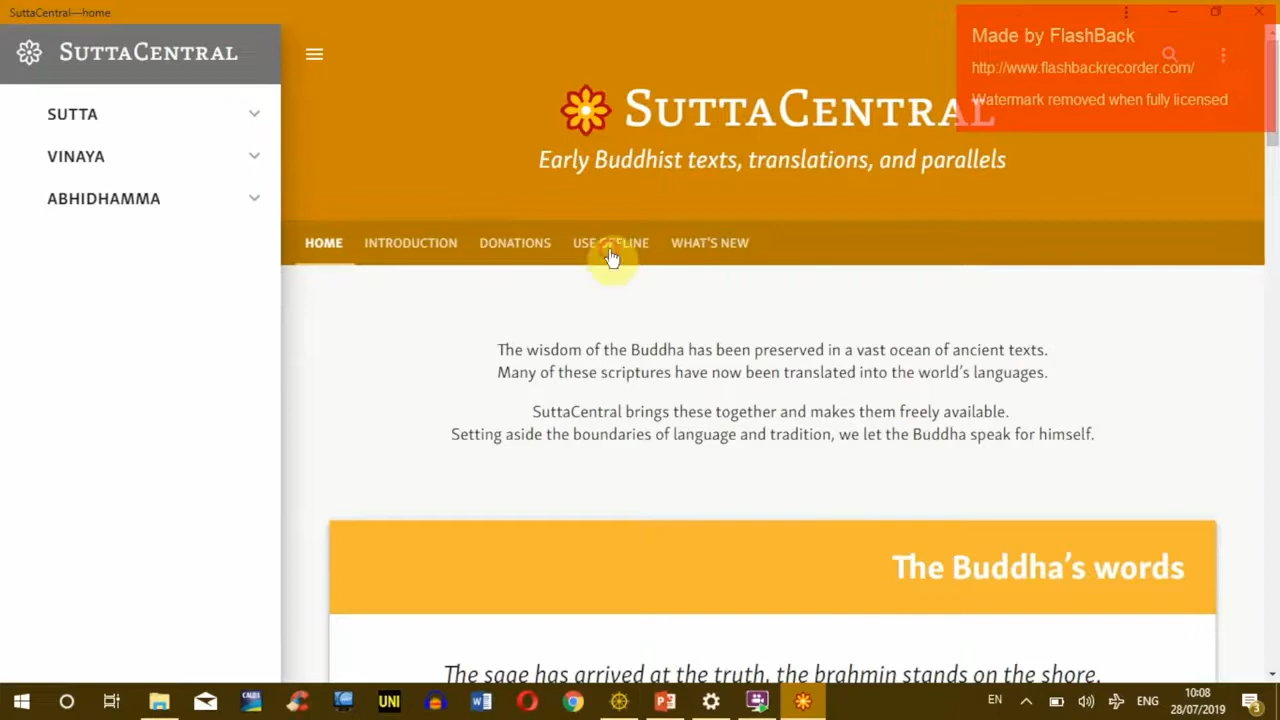 SuttaCentral—home
SUTTACENTRAL
SUTTA
VINAYA
ABHIDHAMMA
Made by FlashBack
http://www.flashbackrecorder.com/
Watermark removed when fully licensed
SUTTACENTRAL
Early Buddhist texts, translations, and parallels
HOME INTRODUCTION DONATIONS USE OFFLINE WHAT'S NEW
The wisdom of the Buddha has been preserved in a vast ocean of ancient texts.
Many of these scriptures have now been translated into the world's languages.
SuttaCentral brings these together and makes them freely available.
Setting aside the boundaries of language and tradition, we let the Buddha speak for himself.
The Buddha's words
The sage has arrived at the truth, the brahmin stands on the shore.
CALDS UNI EN ENG
10:08
28/07/2019
3